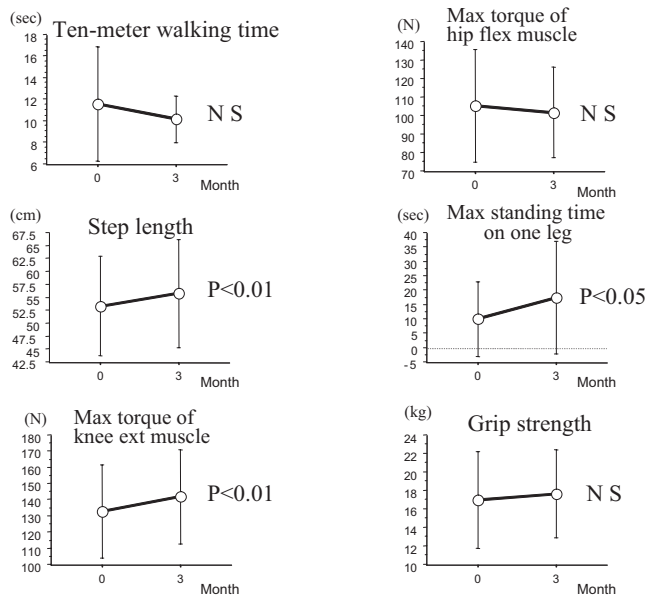 (sec)
Ten-meter walking time
18
16
14
12
10
8
6
N S
0
3
Month
(N)
Max torque of
hip flex muscle
140
130
120
110
100
90
80
70
N S
0
3
Month
(cm)
Step length
67.5
65
62.5
60
57.5
55
52.5
50
47.5
45
42.5
P<0.01
0
3
Month
(sec)
Max standing time
on one leg
40
35
30
25
20
15
10
5
0
-5
P<0.05
0
3
Month
(N)
Max torque of
knee ext muscle
180
170
160
150
140
130
120
110
100
P<0.01
0
3
Month
(kg)
Grip strength
26
24
22
20
18
16
14
12
10
N S
0
3
Month